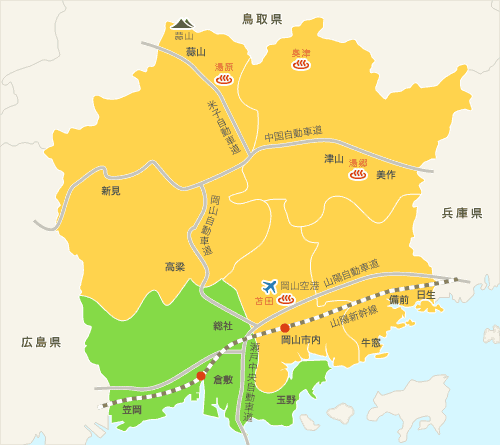 鳥取県
蒜山
蒜山
湯原
奥津
米子自動車道
中国自動車道
津山
湯郷
美作
新見
岡山自動車道
兵庫県
高梁
岡山空港
山陽自動車道
苫田
備前
日生
総社
山陽新幹線
岡山市内
牛窓
広島県
瀬戸中央自動車道
倉敷
玉野
笠岡